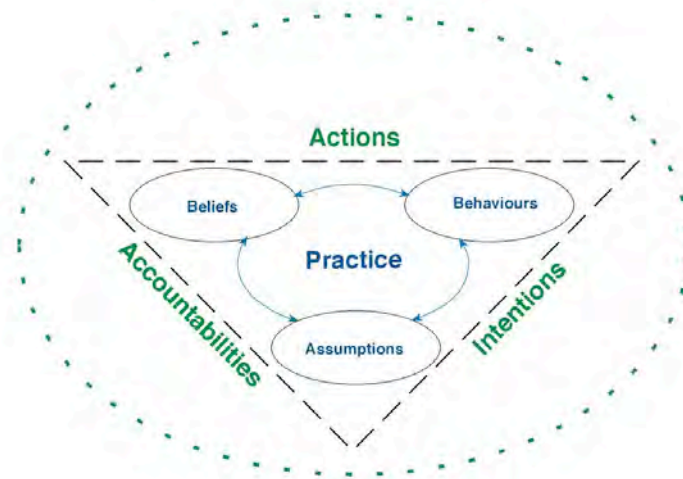 Actions
Beliefs
Behaviours
Practice
Accountabilities
Intentions
Assumptions